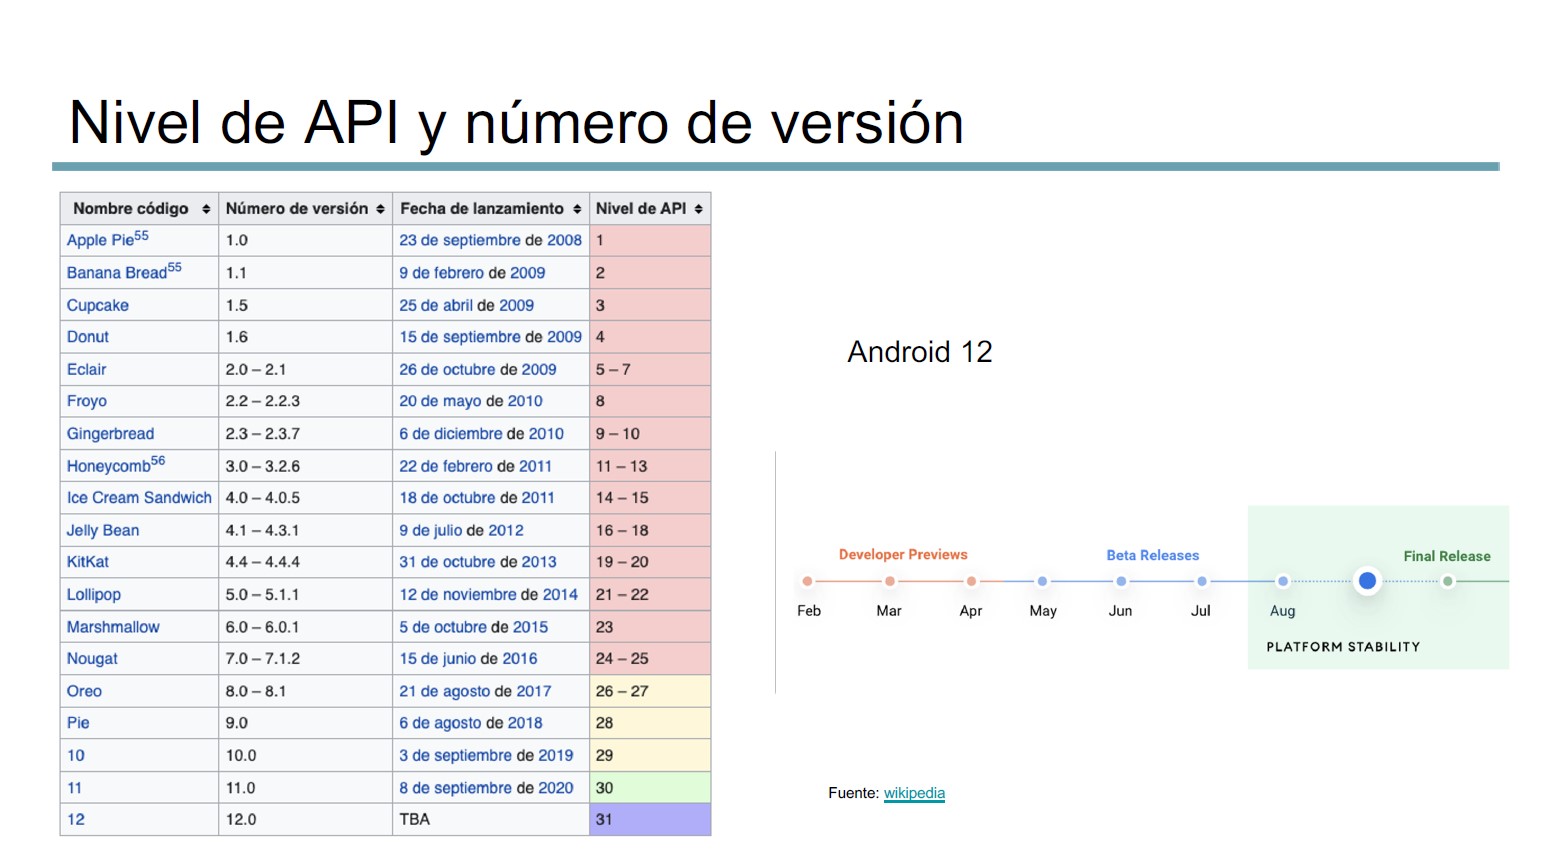 Nivel de API y número de versión
Nombre código Número de versión Fecha de lanzamiento Nivel de API
Apple Pie55 1.0 23 de septiembre de 2008 1
Banana Bread55 1.1 9 de febrero de 2009 2
Cupcake 1.5 25 de abril de 2009 3
Donut 1.6 15 de septiembre de 2009 4
Eclair 2.0 – 2.1 26 de octubre de 2009 5 – 7
Froyo 2.2 – 2.2.3 20 de mayo de 2010 8
Gingerbread 2.3 – 2.3.7 6 de diciembre de 2010 9 – 10
Honeycomb56 3.0 – 3.2.6 22 de febrero de 2011 11 – 13
Ice Cream Sandwich 4.0 – 4.0.5 18 de octubre de 2011 14 – 15
Jelly Bean 4.1 – 4.3.1 9 de julio de 2012 16 – 18
KitKat 4.4 – 4.4.4 31 de octubre de 2013 19 – 20
Lollipop 5.0 – 5.1.1 12 de noviembre de 2014 21 – 22
Marshmallow 6.0 – 6.0.1 5 de octubre de 2015 23
Nougat 7.0 – 7.1.2 15 de junio de 2016 24 – 25
Oreo 8.0 – 8.1 21 de agosto de 2017 26 – 27
Pie 9.0 6 de agosto de 2018 28
10 10.0 3 de septiembre de 2019 29
11 11.0 8 de septiembre de 2020 30
12 12.0 TBA 31
Android 12
Developer Previews Beta Releases Final Release
Feb Mar Apr May Jun Jul Aug
PLATFORM STABILITY
Fuente: wikipedia